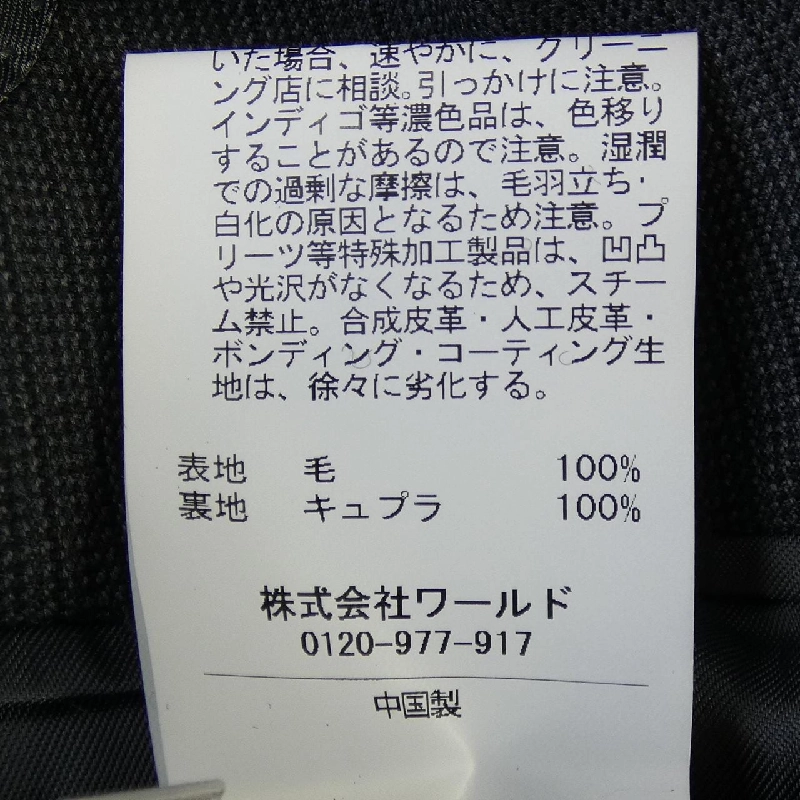 いた場合、速やかに、クリーニ
ング店に相談。引っかけに注意。
インディゴ等濃色品は、色移り
することがあるので注意。湿潤
での過剰な摩擦は、毛羽立ち・
白化の原因となるため注意。プ
リーツ等特殊加工製品は、凹凸
や光沢がなくなるため、スチー
ム禁止。合成皮革・人工皮革・
ボンディング・コーティング生
地は、徐々に劣化する。
表地 毛 100%
裏地 キュプラ 100%
株式会社ワールド
0120-977-917
中国製